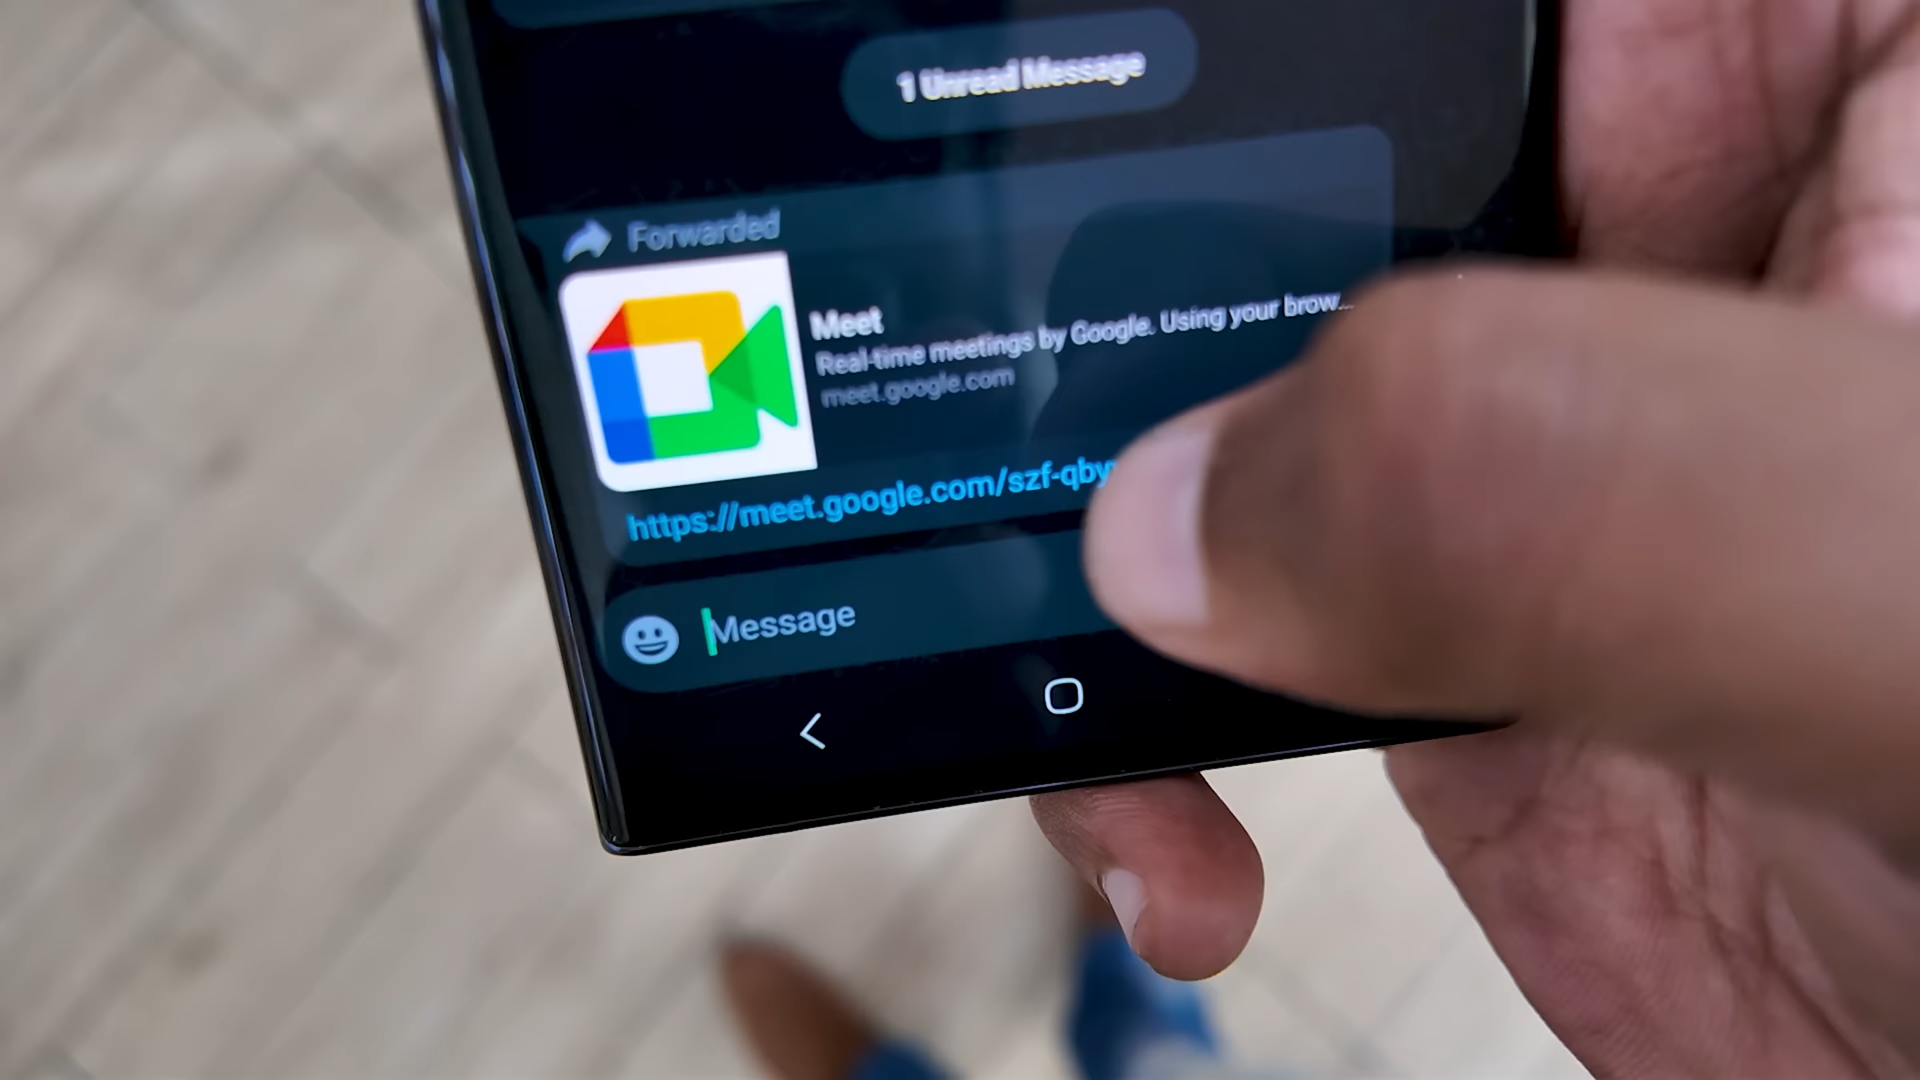 1 Unread Message
Forwarded
Meet
Real-time meetings by Google. Using your brow...
meet.google.com
https://meet.google.com/szf-qby
Message